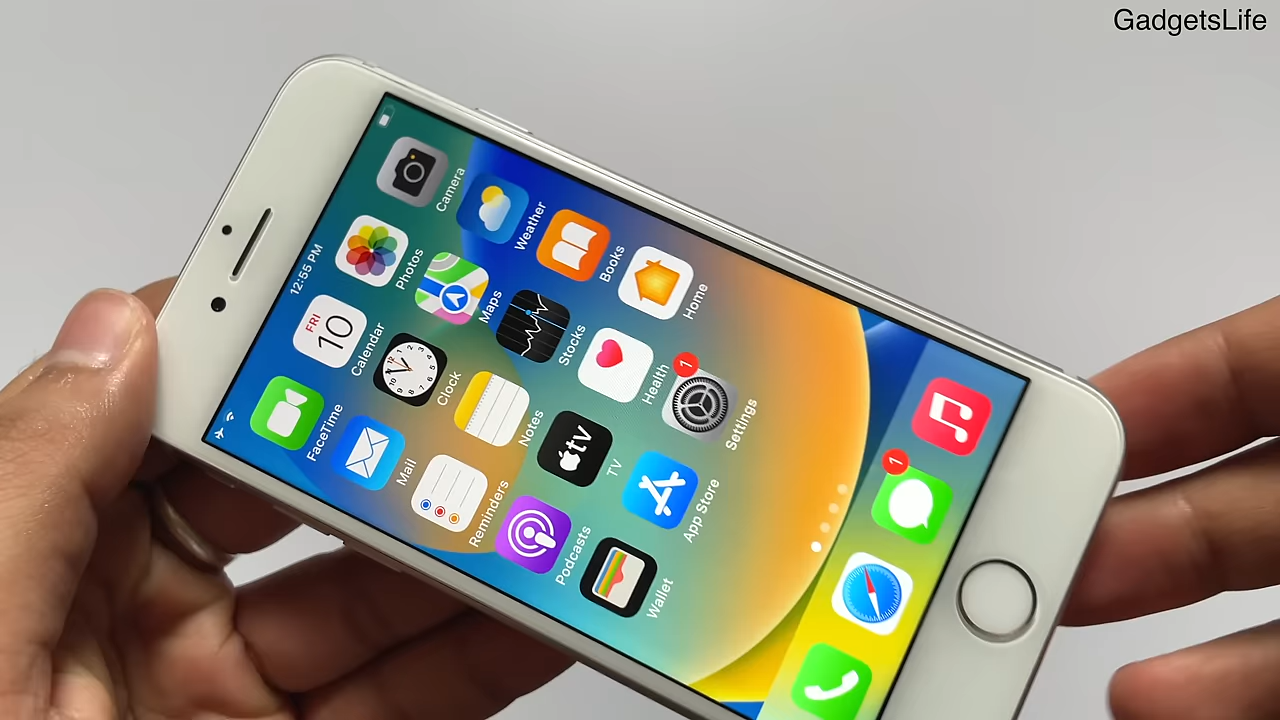 GadgetsLife
12:55 PM
FaceTime
FRI
10
Calendar
Photos
Camera
Mail
Clock
Maps
Weather
Reminders
Notes
Stocks
Books
Podcasts
tv
TV
Health
Home
Wallet
App Store
1
Settings
1